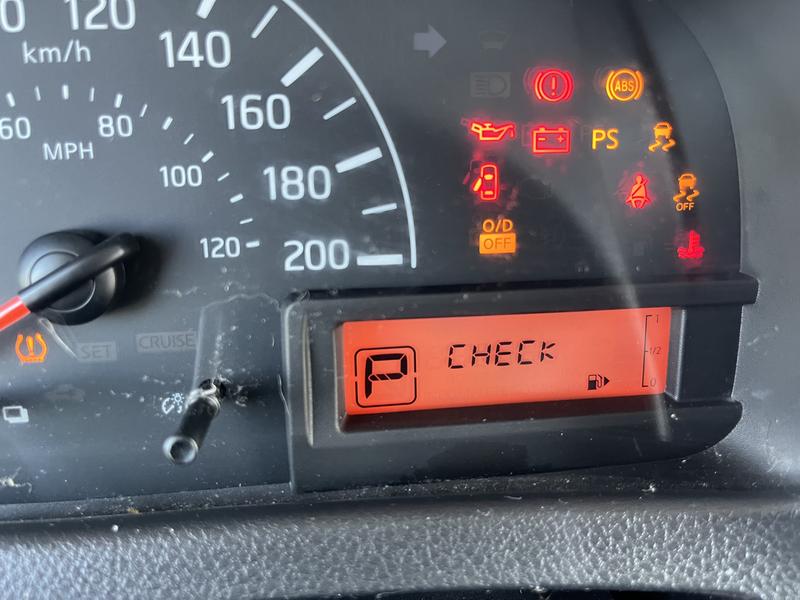 120
140
km/h
160
60
80
MPH
100
180
120
200
ABS
PS
OFF
O/D
OFF
SET
CRUISE
P
CHECK
1
1/2
0